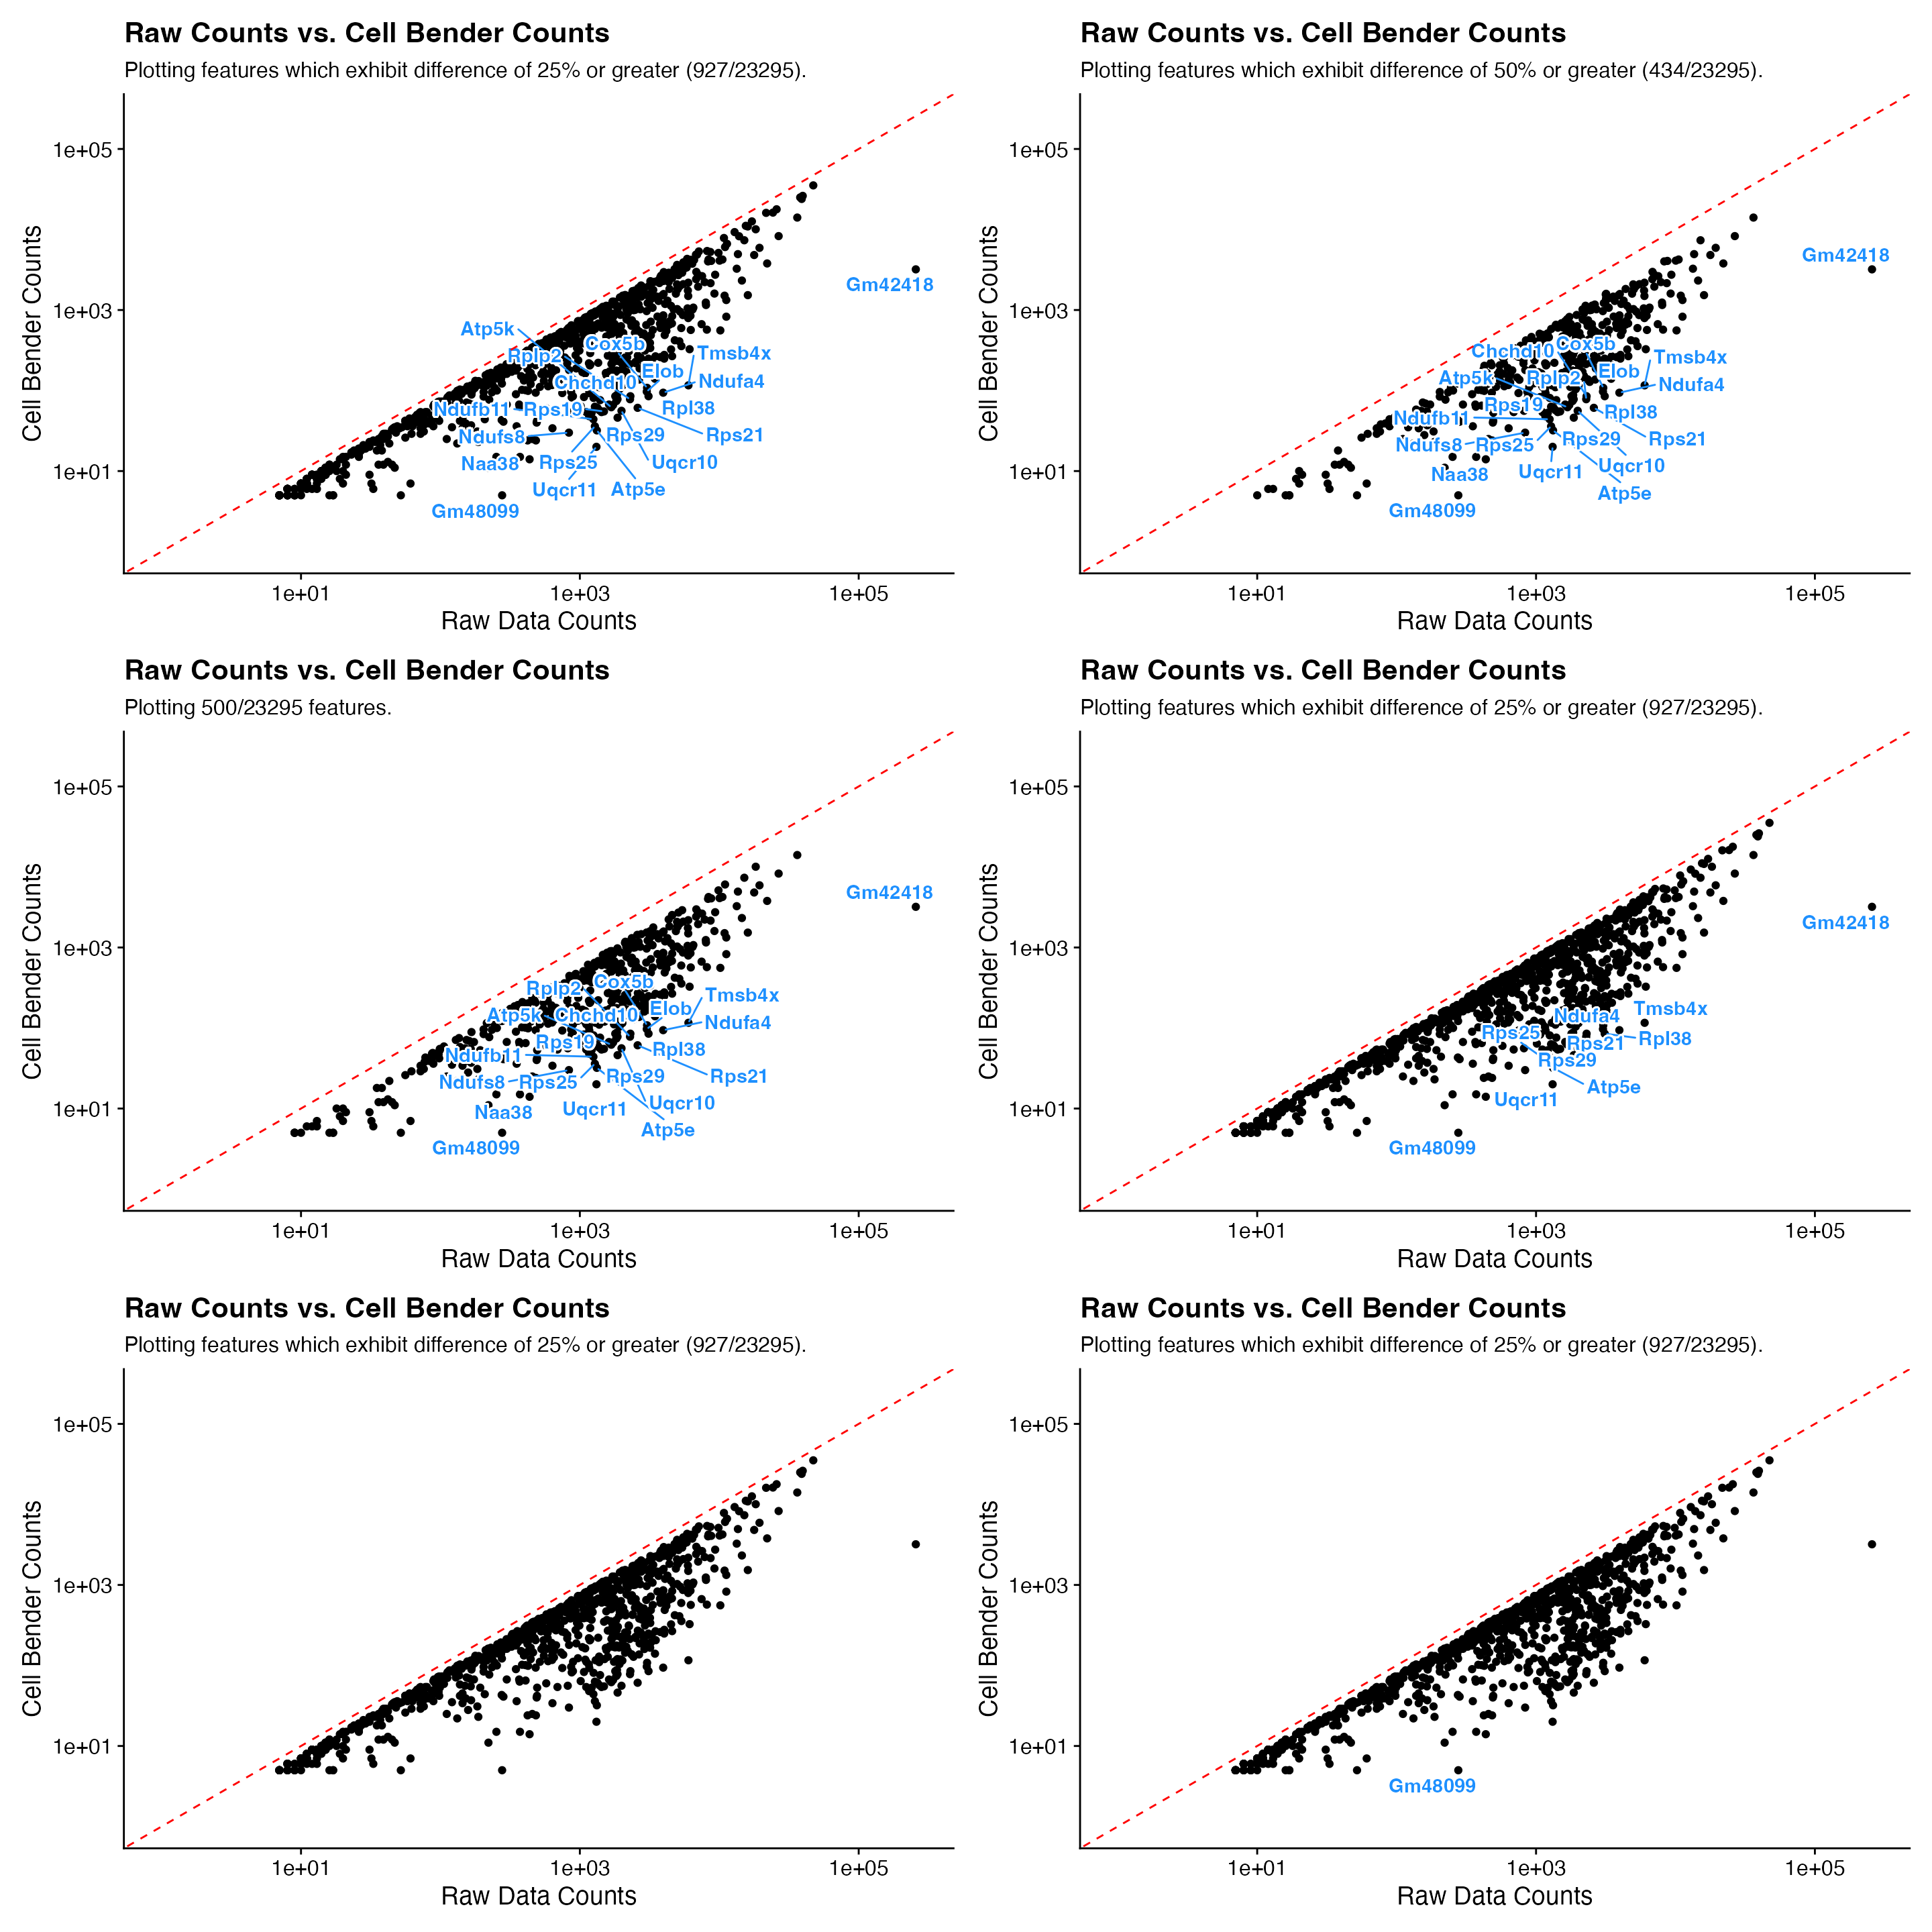 Raw Counts vs. Cell Bender Counts
Plotting features which exhibit difference of 25% or greater (927/23295).
Cell Bender Counts
1e+05
1e+03
1e+01
Gm42418
Atp5k
Cox5b
Rplp2
Tmsb4x
Elob
Chchd10
Ndufa4
Ndufb11
Rps19
Rpl38
Ndufs8
Rps29
Rps21
Naa38
Rps25
Uqcr10
Uqcr11
Atp5e
Gm48099
1e+01
1e+03
1e+05
Raw Data Counts
Raw Counts vs. Cell Bender Counts
Plotting features which exhibit difference of 50% or greater (434/23295).
Cell Bender Counts
1e+05
1e+03
1e+01
Gm42418
Chchd10
Cox5b
Tmsb4x
Atp5k
Rplp2
Elob
Ndufa4
Rps19
Ndufb11
Rpl38
Ndufs8
Rps25
Rps29
Rps21
Naa38
Uqcr11
Uqcr10
Atp5e
Gm48099
1e+01
1e+03
1e+05
Raw Data Counts
Raw Counts vs. Cell Bender Counts
Plotting 500/23295 features.
Cell Bender Counts
1e+05
1e+03
1e+01
Gm42418
Rplp2
Cox5b
Tmsb4x
Atp5k
Chchd10
Elob
Ndufa4
Rps19
Ndufb11
Rpl38
Ndufs8
Rps25
Rps29
Rps21
Naa38
Uqcr11
Uqcr10
Atp5e
Gm48099
1e+01
1e+03
1e+05
Raw Data Counts
Raw Counts vs. Cell Bender Counts
Plotting features which exhibit difference of 25% or greater (927/23295).
Cell Bender Counts
1e+05
1e+03
1e+01
Gm42418
Tmsb4x
Ndufa4
Rps25
Rps21
Rpl38
Rps29
Atp5e
Uqcr11
Gm48099
1e+01
1e+03
1e+05
Raw Data Counts
Raw Counts vs. Cell Bender Counts
Plotting features which exhibit difference of 25% or greater (927/23295).
Cell Bender Counts
1e+05
1e+03
1e+01
1e+01
1e+03
1e+05
Raw Data Counts
Raw Counts vs. Cell Bender Counts
Plotting features which exhibit difference of 25% or greater (927/23295).
Cell Bender Counts
1e+05
1e+03
1e+01
Gm48099
1e+01
1e+03
1e+05
Raw Data Counts